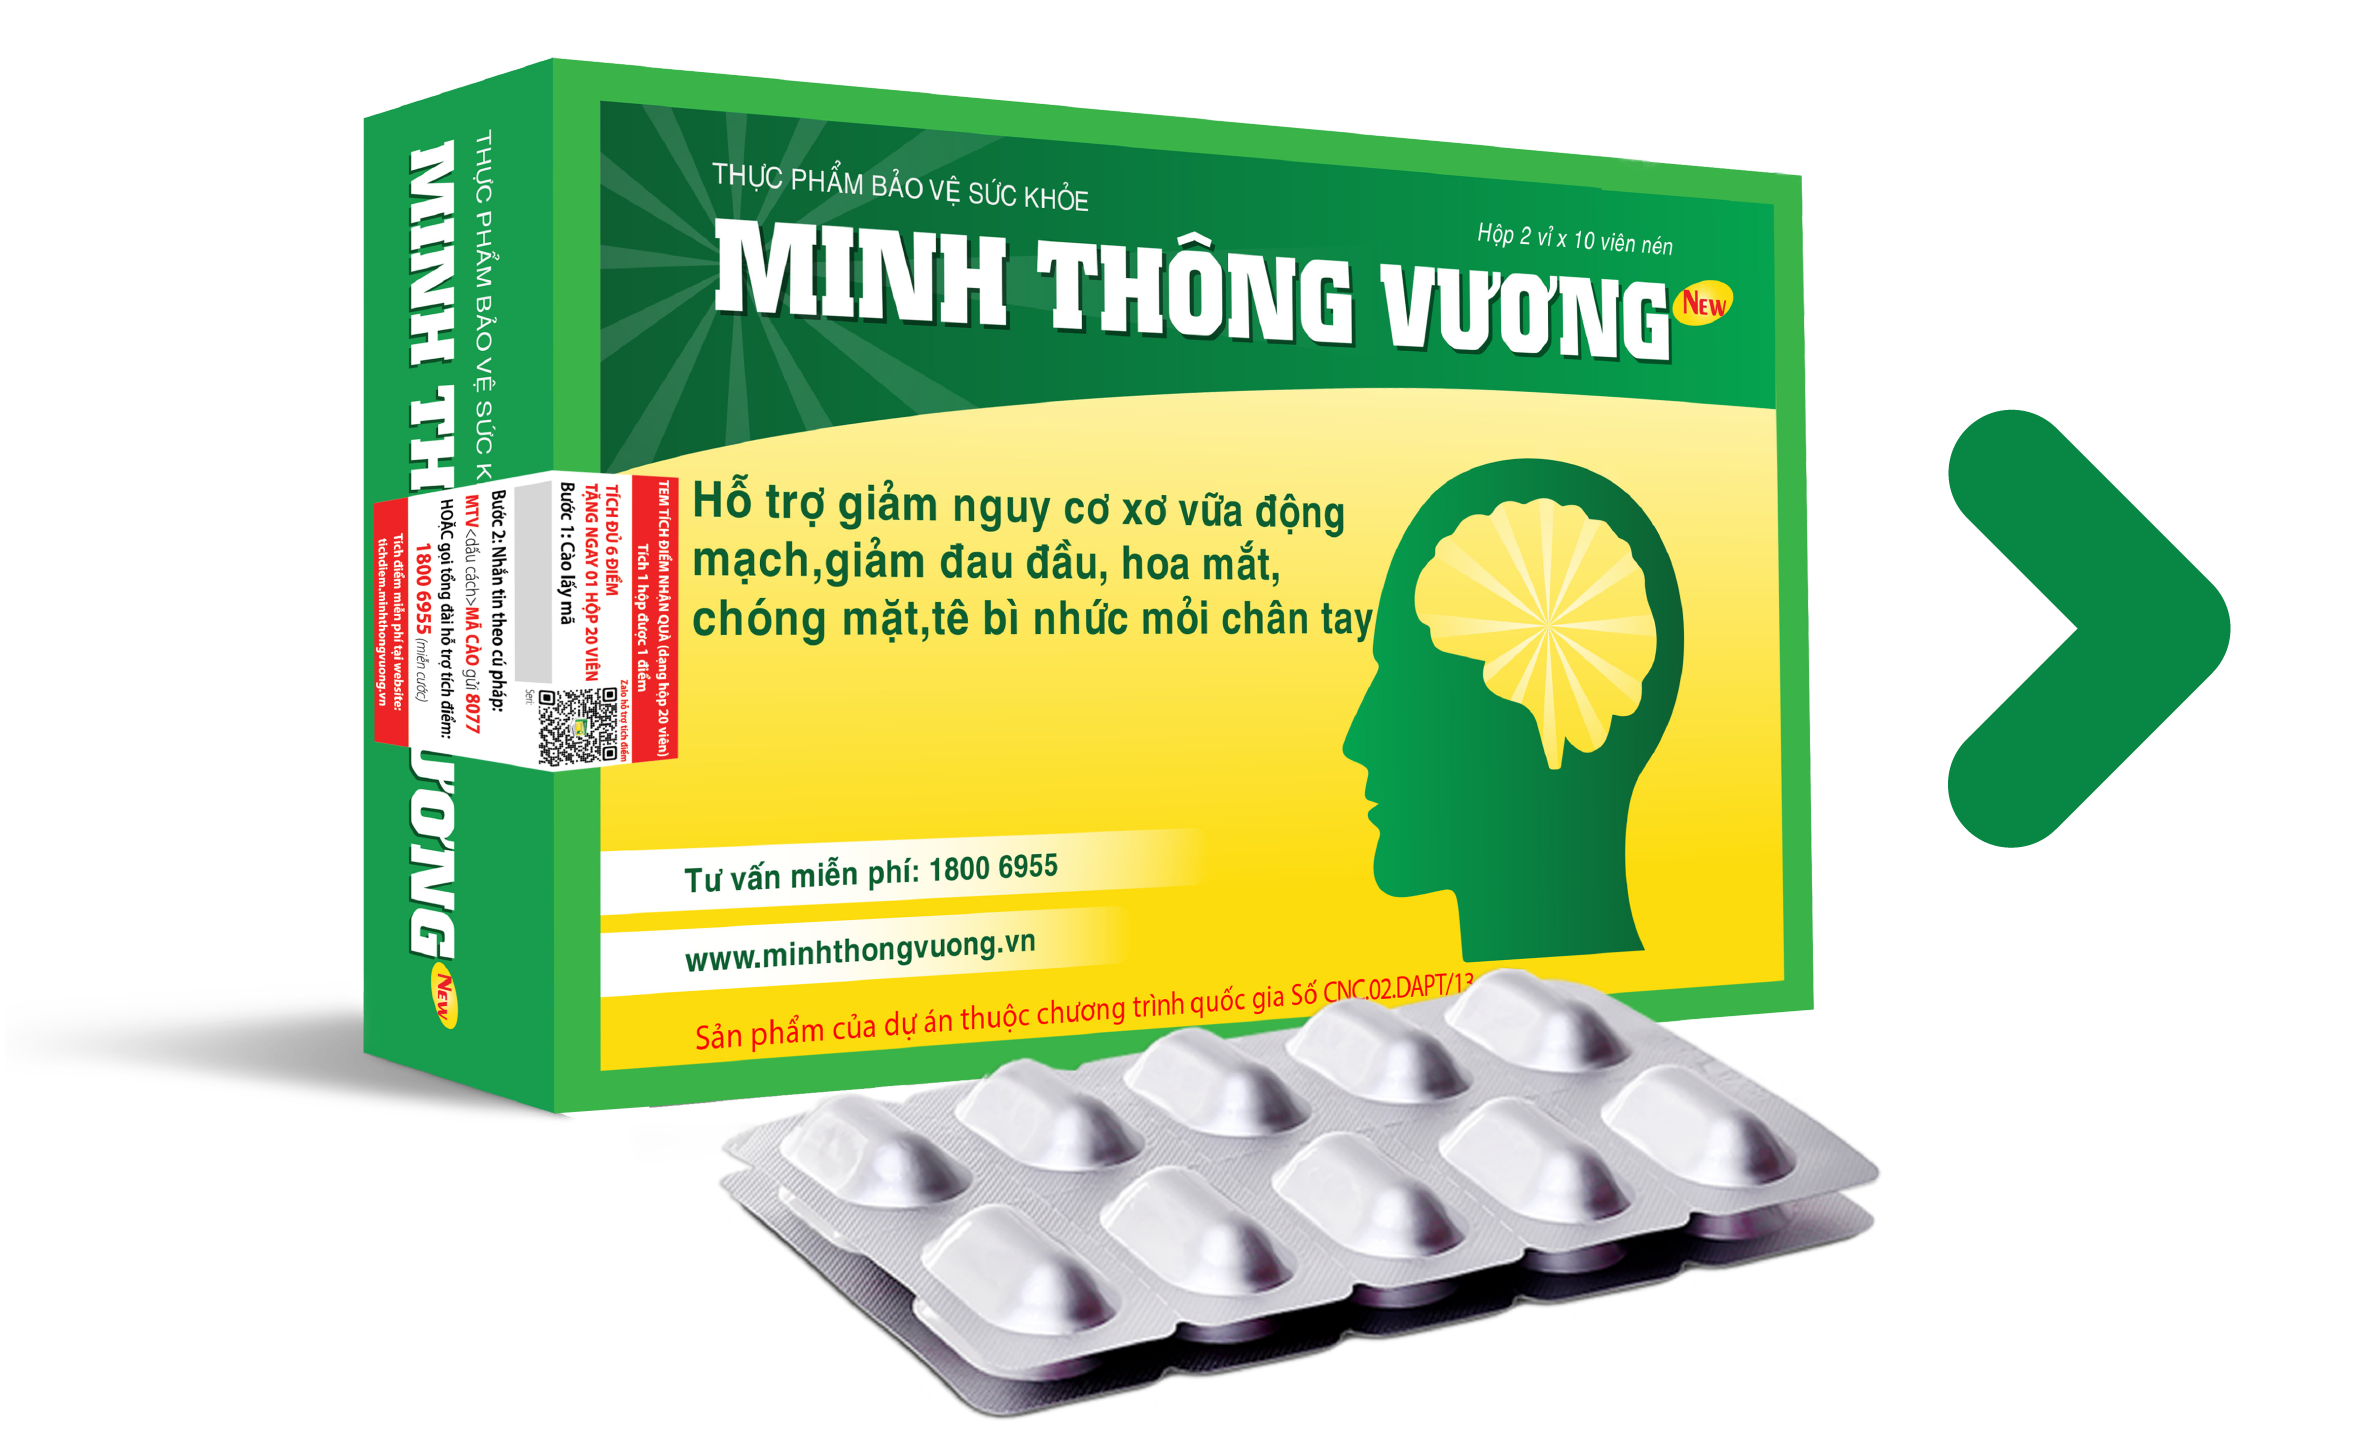 THỰC PHẨM BẢO VỆ SỨC KHỎE
Hộp 2 vỉ x 10 viên nén
MINH THÔNG VƯƠNG
NEW
Hỗ trợ giảm nguy cơ xơ vữa động
mạch,giảm đau đầu, hoa mắt,
chóng mặt,tê bì nhức mỏi chân tay
Tư vấn miễn phí: 1800 6955
www.minhthongvuong.vn
Sản phẩm của dự án thuộc chương trình quốc gia Số CNC.02.DAPT/13
THỰC PHẨM BẢO VỆ SỨC K
MINH TH ƯƠNG
NEW
TEM TÍCH ĐIỂM NHẬN QUÀ (dạng hộp 20 viên)
Tích 1 hộp được 1 điểm
Zalo hỗ trợ tích điểm
TÍCH ĐỦ 6 ĐIỂM
TẶNG NGAY 01 HỘP 20 VIÊN
Bước 1: Cào lấy mã
Seri:
Bước 2: Nhắn tin theo cú pháp:
MTV <dấu cách>MÃ CÀO gửi 8077
HOẶC gọi tổng đài hỗ trợ tích điểm:
1800 6955 (miễn cước)
Tích điểm miễn phí tại website:
tichdiem.minhthongvuong.vn